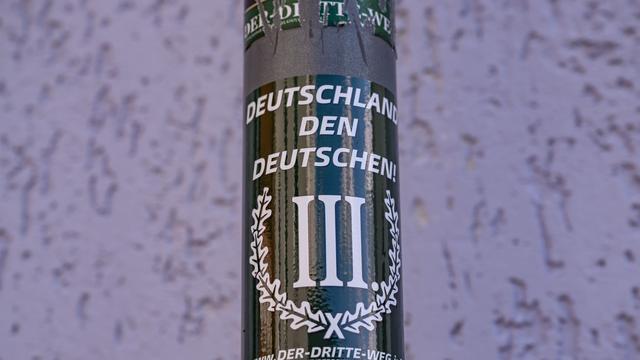 DEUTSCHLAND
DEN
DEUTSCHEN!
III.
DER-DRITTE-WEG